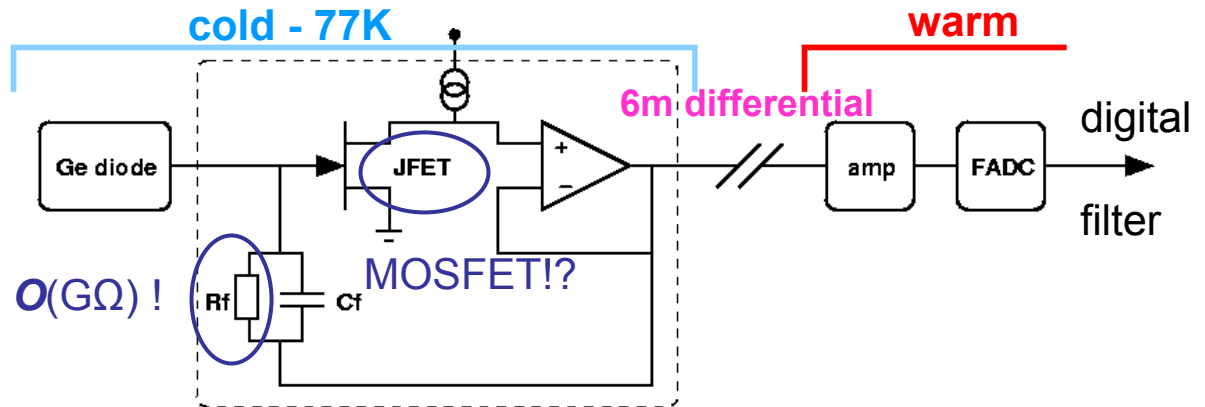 cold - 77K
warm
6m differential
digital
Ge diode
JFET
+
−
amp
FADC
filter
MOSFET!?
O(GΩ) !
Rf
Cf